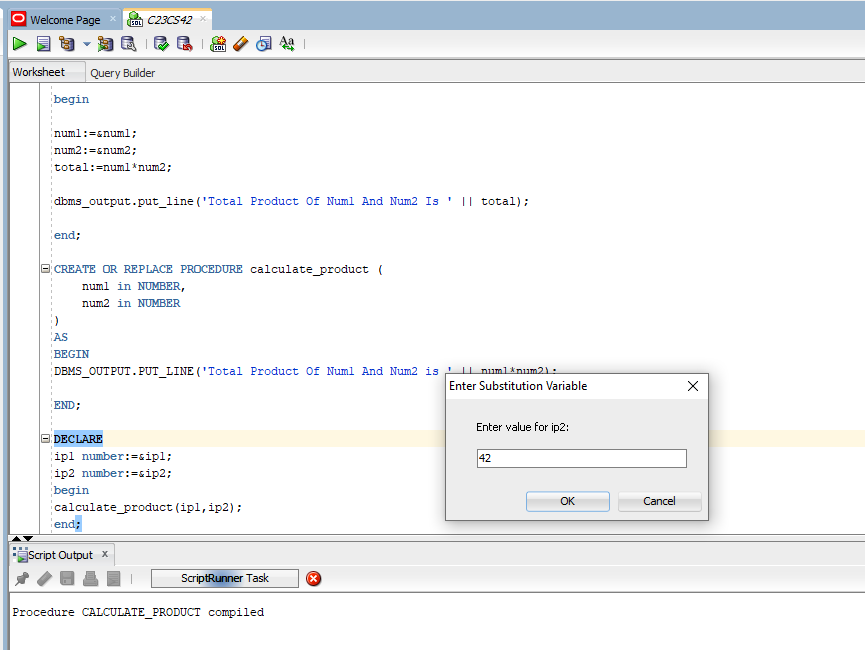 Welcome Page
C23CS42
Worksheet
Query Builder
begin
num1:=&num1;
num2:=&num2;
total:=num1*num2;
dbms_output.put_line('Total Product Of Num1 And Num2 Is ' || total);
end;
CREATE OR REPLACE PROCEDURE calculate_product (
num1 in NUMBER,
num2 in NUMBER
)
AS
BEGIN
DBMS_OUTPUT.PUT_LINE('Total Product Of Num1 And Num2 is ' || num1*num2);
END;
DECLARE
ip1 number:=&ip1;
ip2 number:=&ip2;
begin
calculate_product(ip1,ip2);
end;
Enter Substitution Variable
Enter value for ip2:
42
OK
Cancel
Script Output
ScriptRunner Task
Procedure CALCULATE_PRODUCT compiled